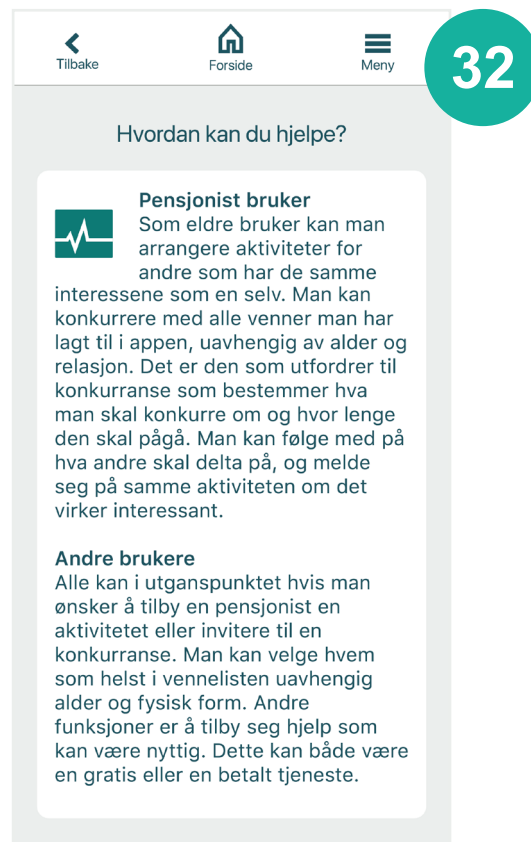 Tilbake
Forside
Meny
32
Hvordan kan du hjelpe?
Pensjonist bruker
Som eldre bruker kan man
arrangere aktiviteter for
andre som har de samme
interessene som en selv. Man kan
konkurrere med alle venner man har
lagt til i appen, uavhengig av alder og
relasjon. Det er den som utfordrer til
konkurranse som bestemmer hva
man skal konkurre om og hvor lenge
den skal pågå. Man kan følge med på
hva andre skal delta på, og melde
seg på samme aktiviteten om det
virker interessant.
Andre brukere
Alle kan i utganspunktet hvis man
ønsker å tilby en pensjonist en
aktivitetet eller invitere til en
konkurranse. Man kan velge hvem
som helst i vennelisten uavhengig
alder og fysisk form. Andre
funksjoner er å tilby seg hjelp som
kan være nyttig. Dette kan både være
en gratis eller en betalt tjeneste.